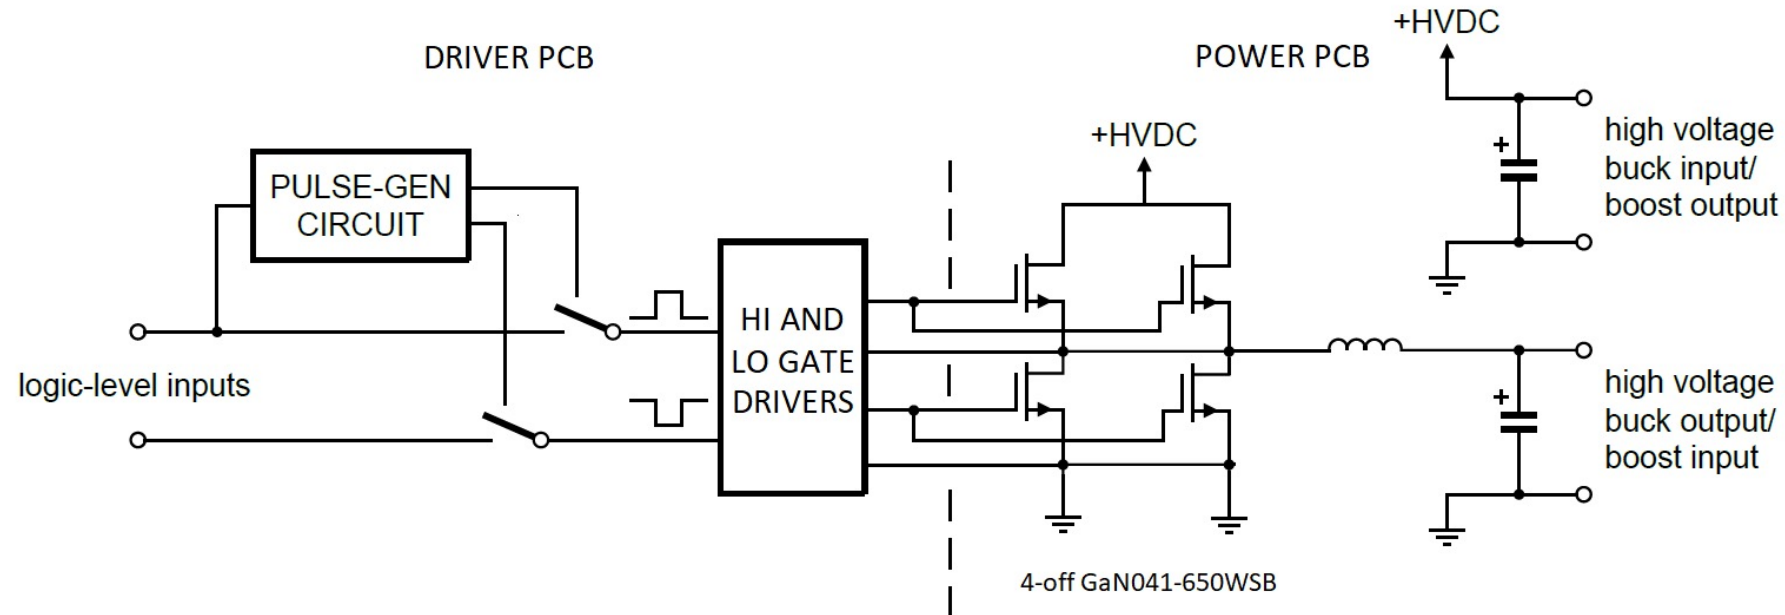 DRIVER PCB
POWER PCB
+HVDC
high voltage
buck input/
boost output
+HVDC
+
PULSE-GEN
CIRCUIT
HI AND
LO GATE
DRIVERS
logic-level inputs
high voltage
buck output/
boost input
+
4-off GaN041-650WSB